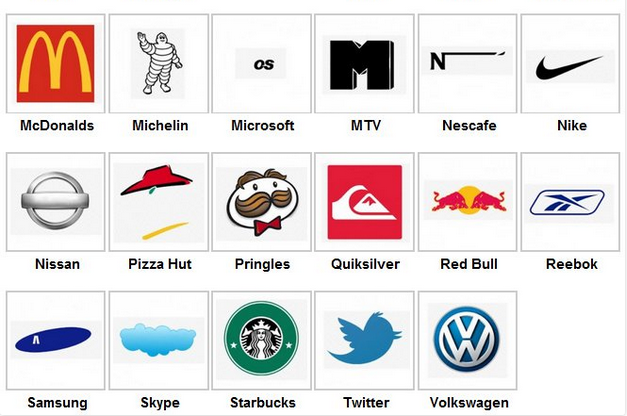 os
M
N
McDonalds Michelin Microsoft MTV Nescafe Nike
Nissan Pizza Hut Pringles Quiksilver Red Bull Reebok
Samsung Skype Starbucks Twitter Volkswagen